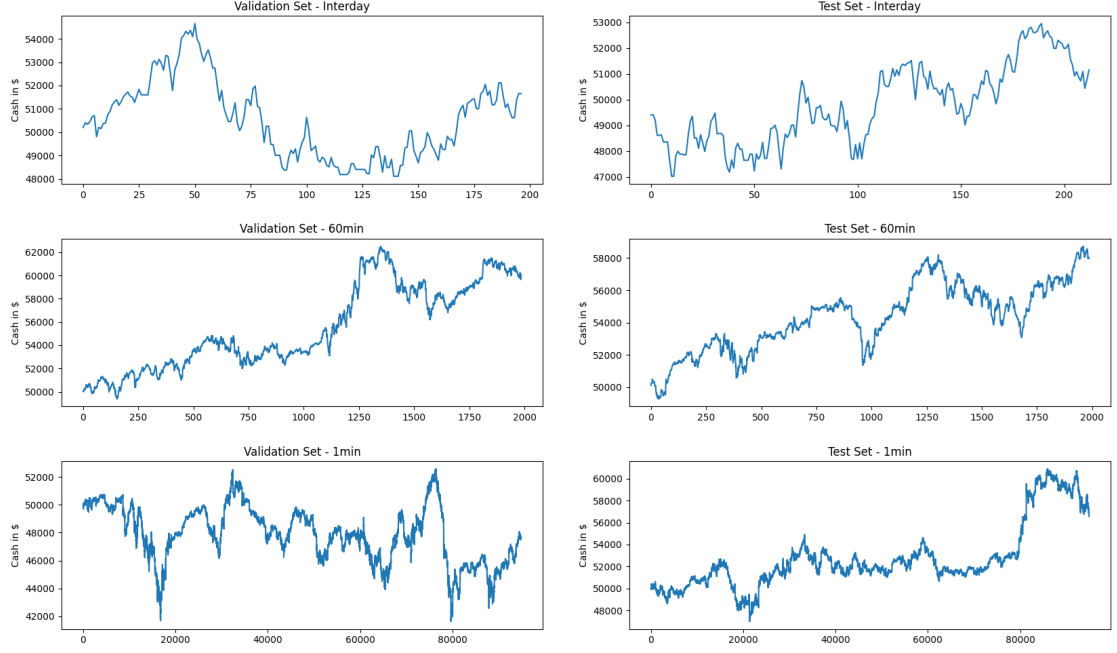 Validation Set - Interday
Cash in $
54000
53000
52000
51000
50000
49000
48000
0 25 50 75 100 125 150 175 200
Test Set - Interday
Cash in $
53000
52000
51000
50000
49000
48000
47000
0 50 100 150 200
Validation Set - 60min
Cash in $
62000
60000
58000
56000
54000
52000
50000
0 250 500 750 1000 1250 1500 1750 2000
Test Set - 60min
Cash in $
58000
56000
54000
52000
50000
0 250 500 750 1000 1250 1500 1750 2000
Validation Set - 1min
Cash in $
52000
50000
48000
46000
44000
42000
0 20000 40000 60000 80000
Test Set - 1min
Cash in $
60000
58000
56000
54000
52000
50000
48000
0 20000 40000 60000 80000